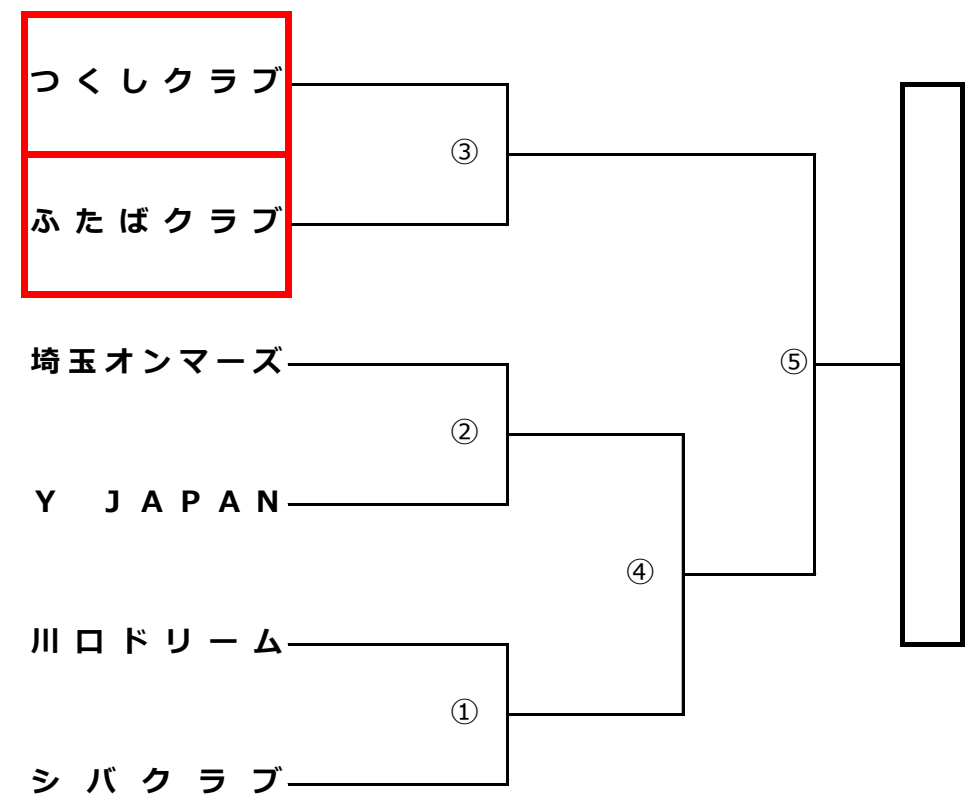 つくしクラブ
③
ふたばクラブ
埼玉オンマーズ
⑤
②
Y JAPAN
④
川口ドリーム
①
シバクラブ